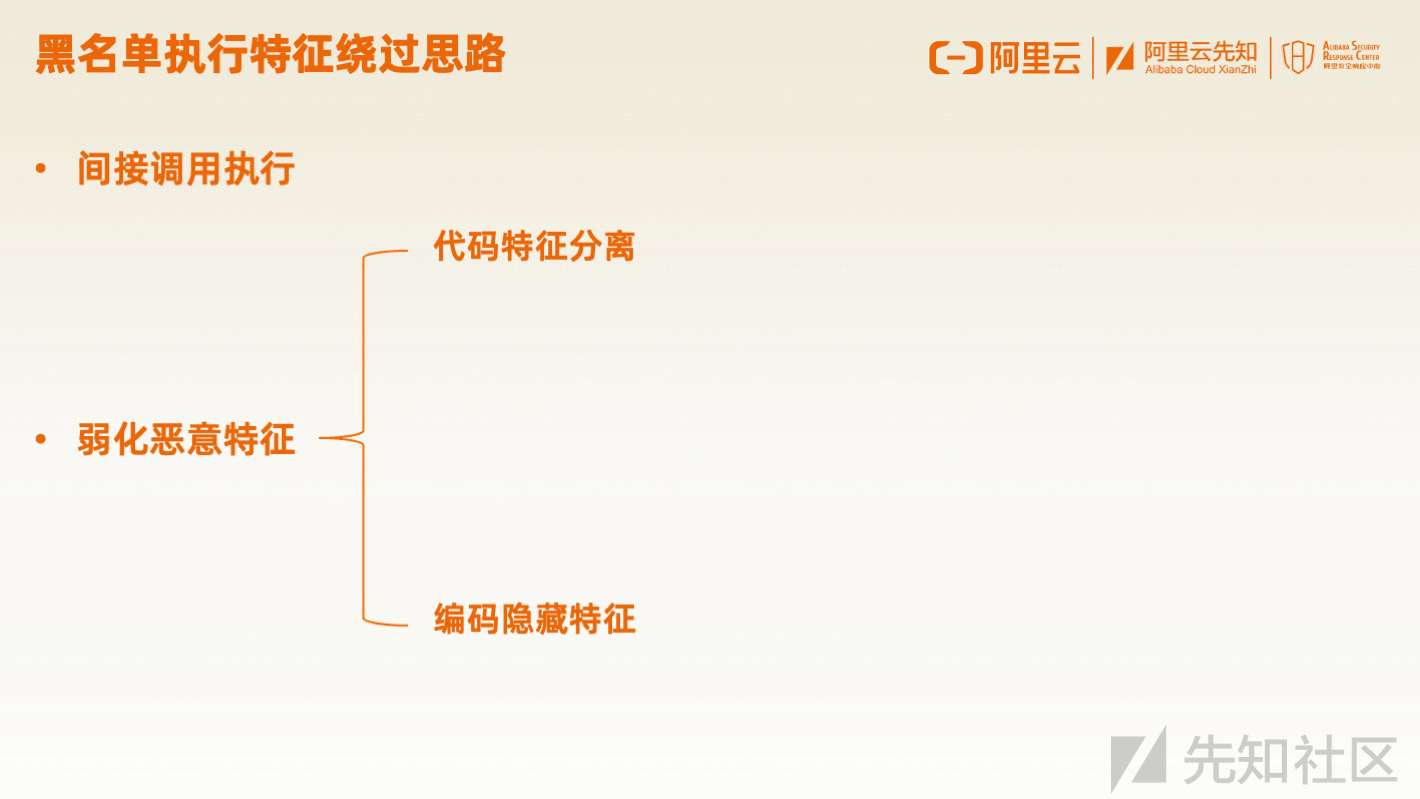 黑名单执行特征绕过思路
阿里云
阿里云先知
Alibaba Cloud XianZhi
ALIBABA SECURITY
RESPONSE CENTER
阿里安全响应中心
• 间接调用执行
代码特征分离
• 弱化恶意特征
编码隐藏特征
先知社区